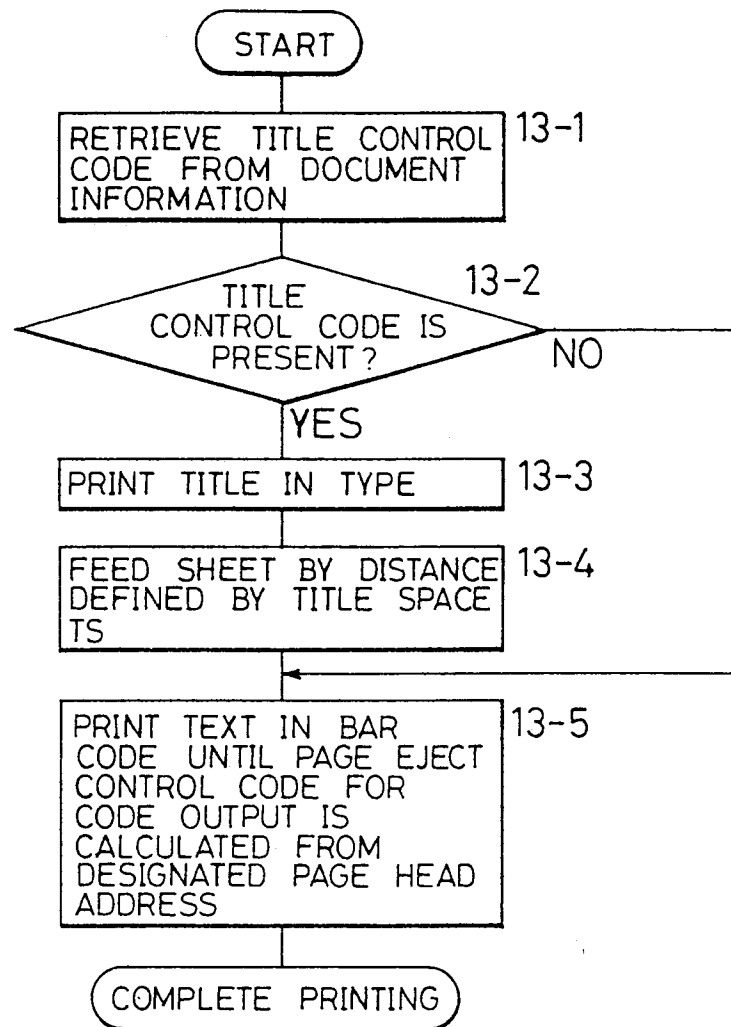 START
13-1
RETRIEVE TITLE CONTROL
CODE FROM DOCUMENT
INFORMATION
13-2
TITLE
CONTROL CODE IS
PRESENT?
NO
YES
PRINT TITLE IN TYPE
13-3
FEED SHEET BY DISTANCE
DEFINED BY TITLE SPACE
TS
13-4
PRINT TEXT IN BAR
CODE UNTIL PAGE EJECT
CONTROL CODE FOR
CODE OUTPUT IS
CALCULATED FROM
DESIGNATED PAGE HEAD
ADDRESS
13-5
COMPLETE PRINTING